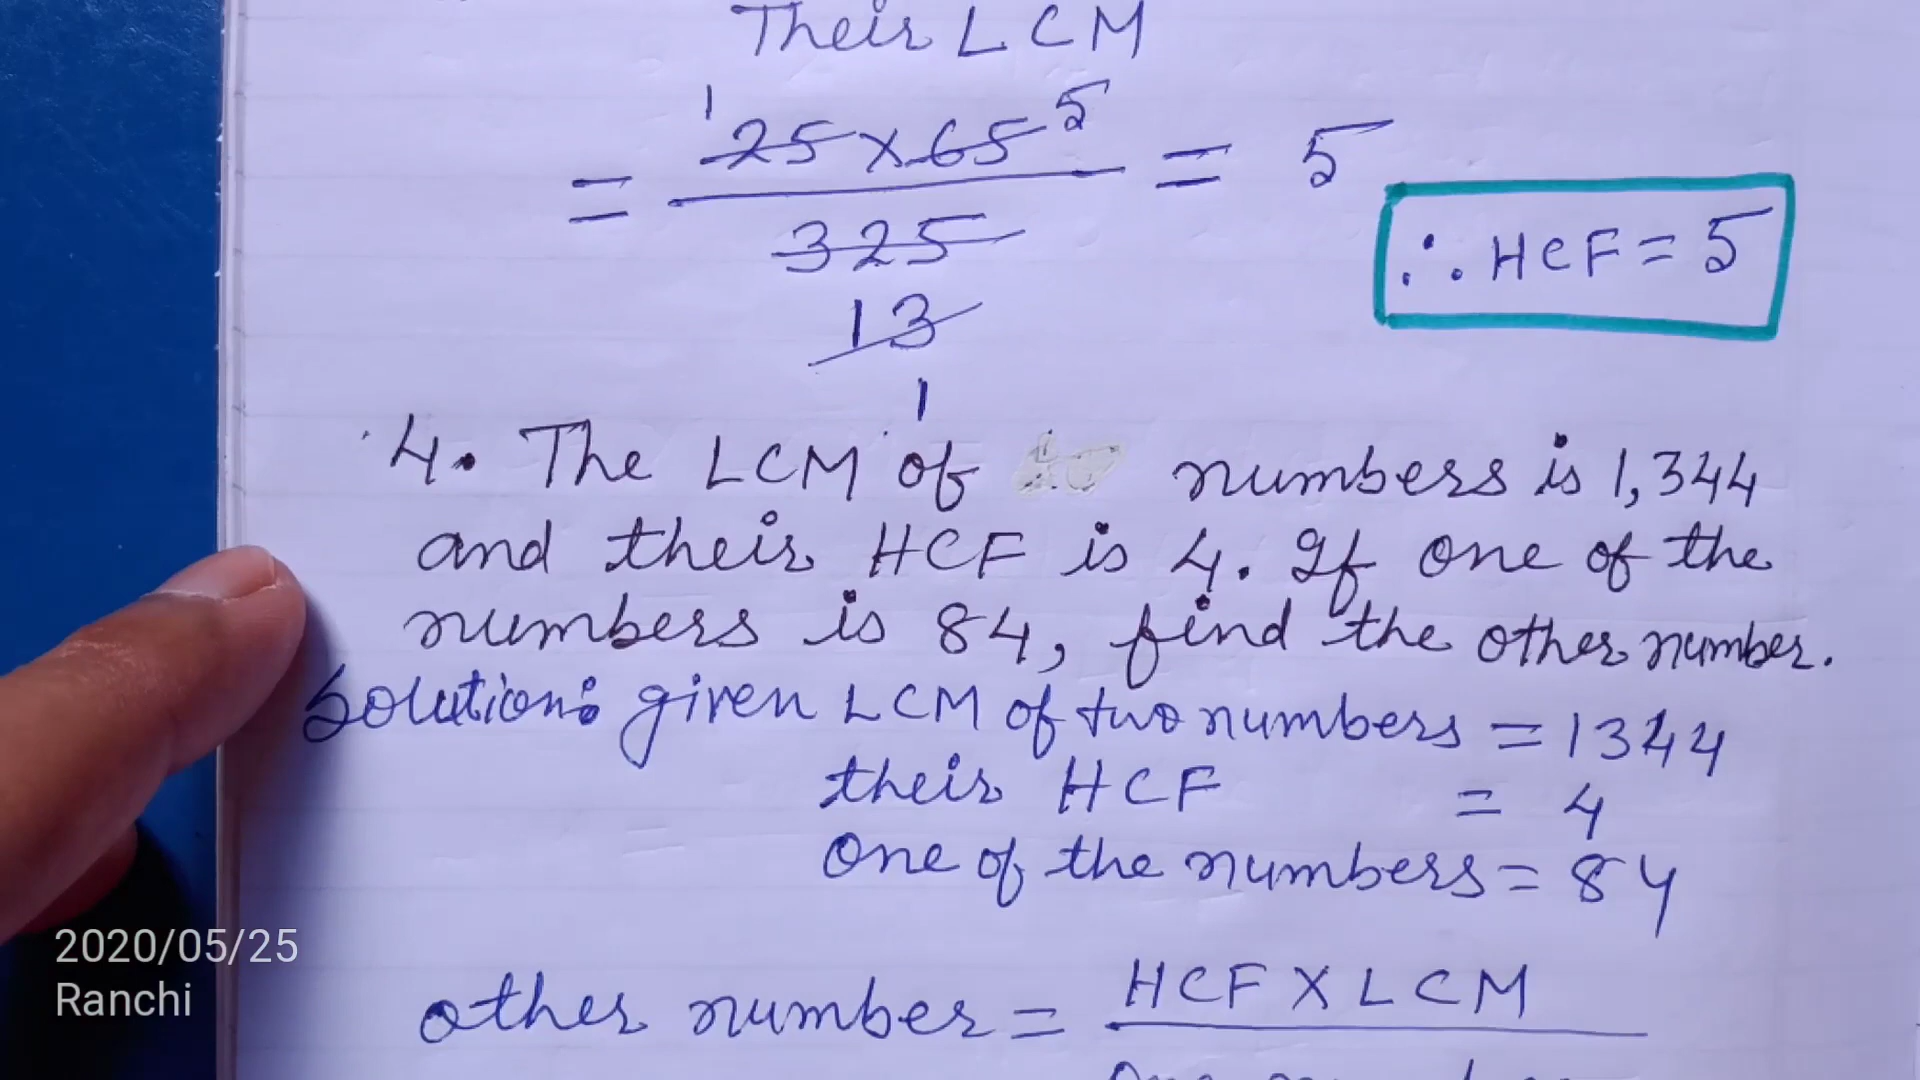 Their LCM
1 25 x 65 5
= = 5
325
∴ HCF = 5
13
1
4. The LCM of numbers is 1,344
and their HCF is 4. If one of the
numbers is 84, find the other number.
Solution: given LCM of two numbers = 1344
their HCF = 4
One of the numbers = 84
HCF X LCM
other number =
2020/05/25
Ranchi